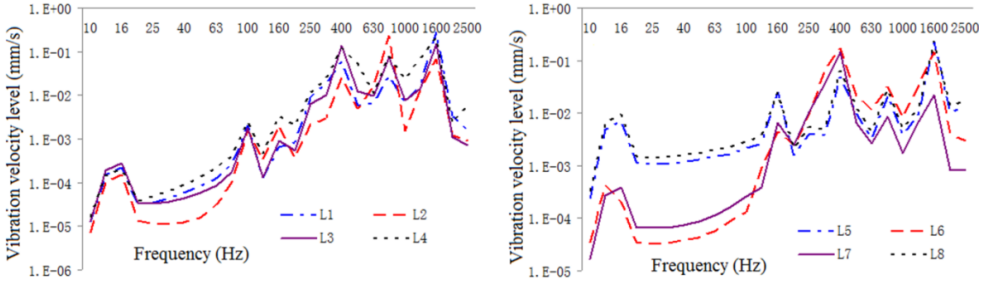 Vibration velocity level (mm/s)
1.E+00
1.E-01
1.E-02
1.E-03
1.E-04
1.E-05
1.E-06
10 16 25 40 63 100 160 250 400 630 1000 1600 2500
L1 L2
L3 L4
Frequency (Hz)
Vibration velocity level (mm/s)
1.E+00
1.E-01
1.E-02
1.E-03
1.E-04
1.E-05
10 16 25 40 63 100 160 250 400 630 1000 1600 2500
L5 L6
L7 L8
Frequency (Hz)